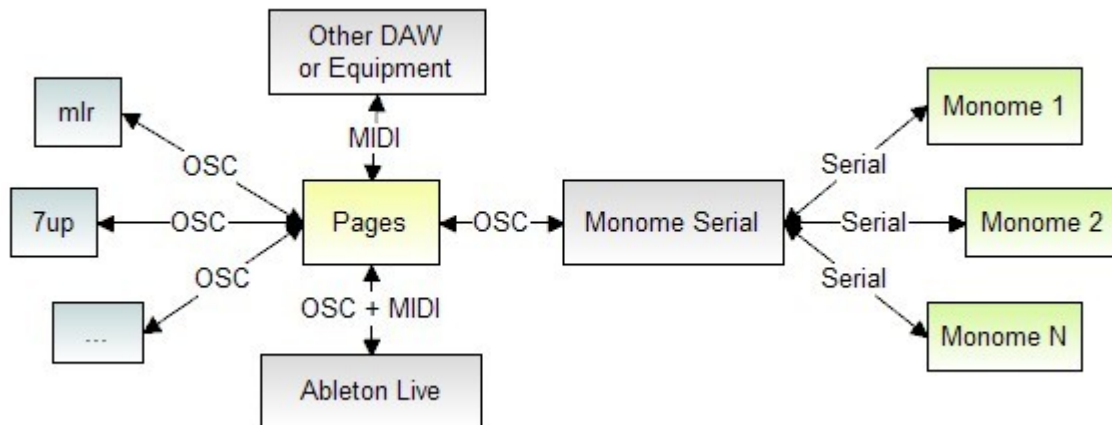 Other DAW
or Equipment
mlr
MIDI
Monome 1
OSC
Serial
7up
OSC
Pages
OSC
Monome Serial
Serial
Monome 2
OSC
Serial
...
OSC + MIDI
Monome N
Ableton Live